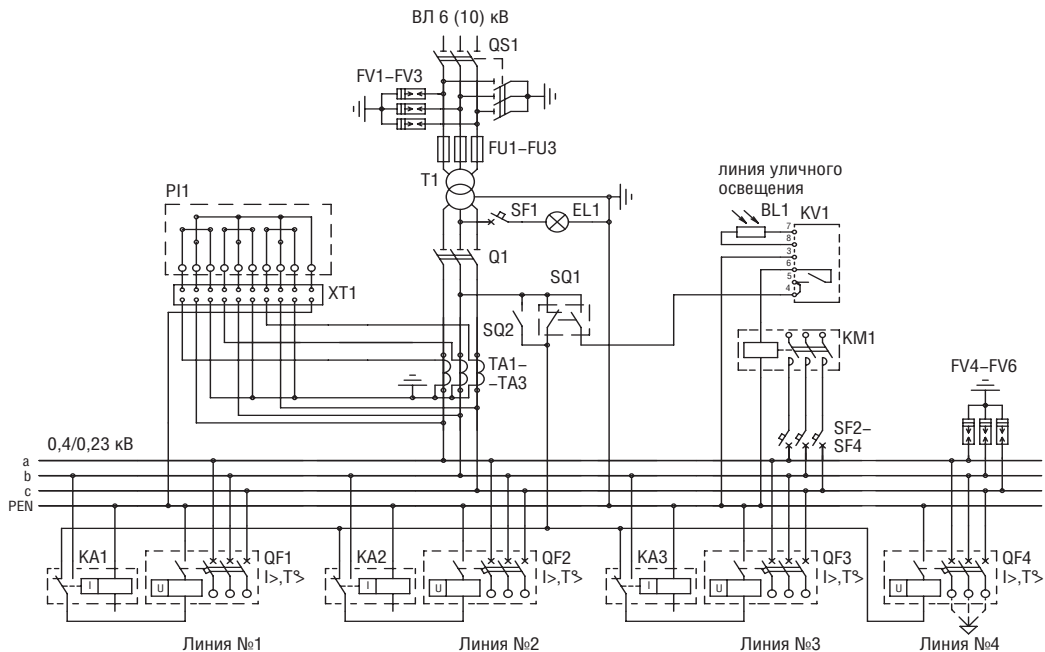 ВЛ 6 (10) кВ
QS1
FV1–FV3
FU1–FU3
T1
SF1
EL1
PI1
XT1
Q1
SQ1
SQ2
TA1–
–TA3
линия уличного
освещения
BL1
KV1
7
8
3
6
5
4
KM1
FV4–FV6
SF2–
SF4
0,4/0,23 кВ
a
b
c
PEN
KA1
I
U
QF1
I>,T°>
KA2
I
U
QF2
I>,T°>
KA3
I
U
QF3
I>,T°>
U
QF4
I>,T°>
Линия №1
Линия №2
Линия №3
Линия №4